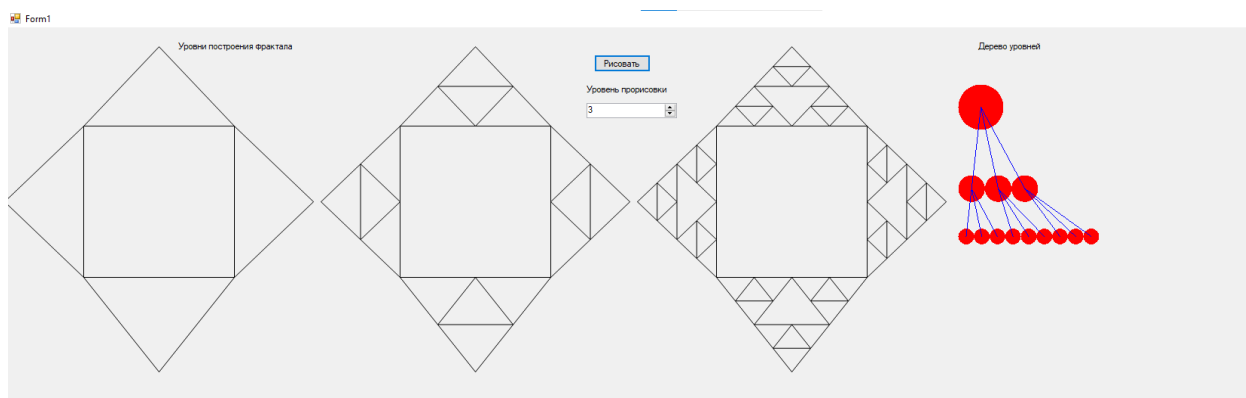 Form1
Уровни построения фрактала
Дерево уровней
Рисовать
Уровень прорисовки
3